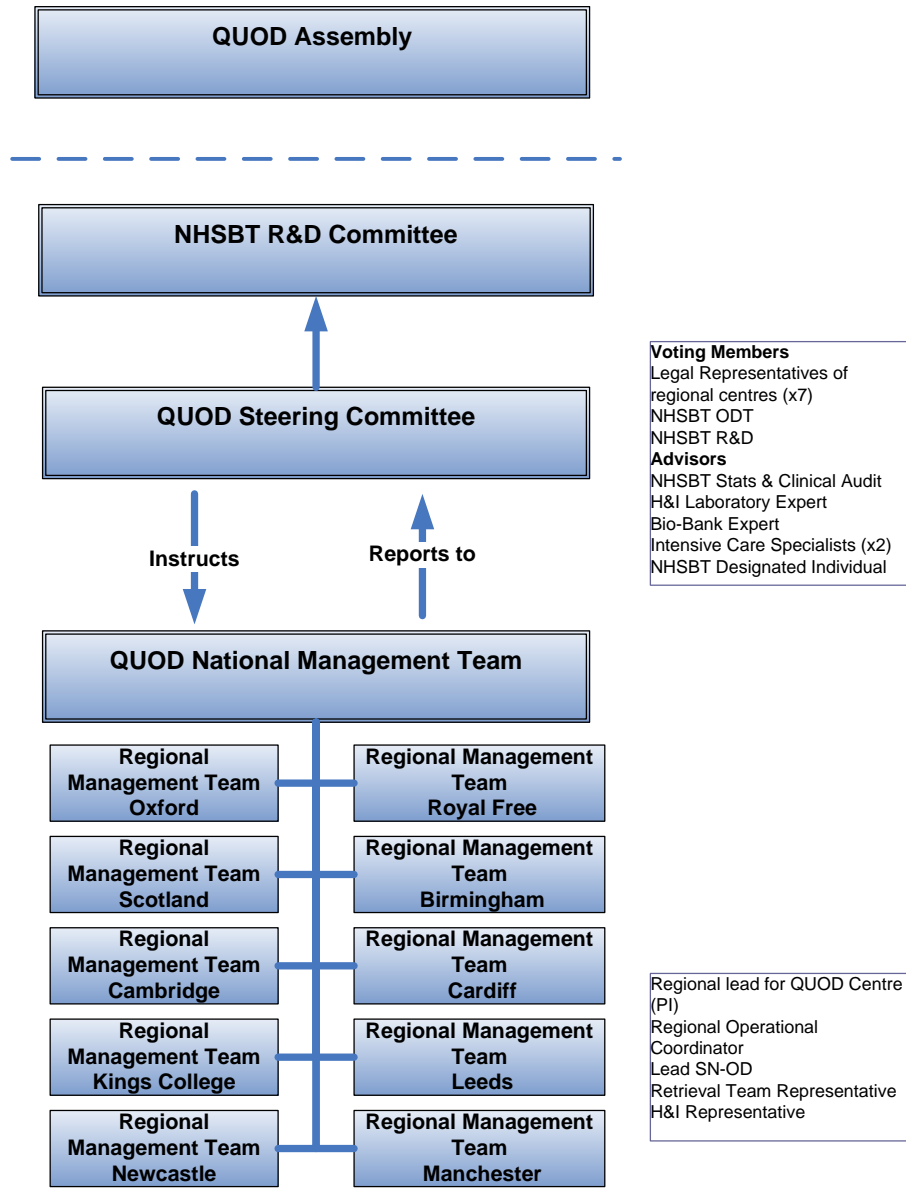 QUOD Assembly
NHSBT R&D Committee
QUOD Steering Committee
Voting Members
Legal Representatives of
regional centres (x7)
NHSBT ODT
NHSBT R&D
Advisors
NHSBT Stats & Clinical Audit
H&I Laboratory Expert
Bio-Bank Expert
Intensive Care Specialists (x2)
NHSBT Designated Individual
Instructs
Reports to
QUOD National Management Team
Regional
Management Team
Oxford
Regional Management
Team
Royal Free
Regional
Management Team
Scotland
Regional Management
Team
Birmingham
Regional
Management Team
Cambridge
Regional Management
Team
Cardiff
Regional
Management Team
Kings College
Regional Management
Team
Leeds
Regional
Management Team
Newcastle
Regional Management
Team
Manchester
Regional lead for QUOD Centre
(PI)
Regional Operational
Coordinator
Lead SN-OD
Retrieval Team Representative
H&I Representative